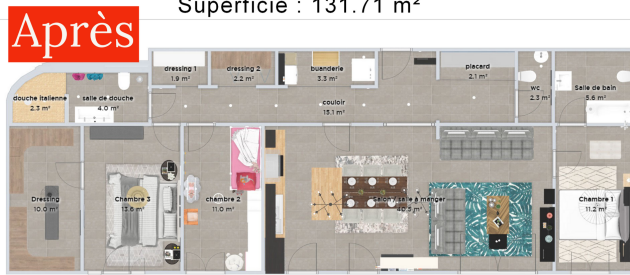 Superficie : 131.71 m²
Après
dressing 1
1.9 m²
dressing 2
2.2 m²
buanderie
3.3 m²
placard
2.1 m²
wc
2.3 m²
Salle de bain
5.6 m²
douche italienne
2.3 m²
salle de douche
4.0 m²
couloir
15.1 m²
Dressing
10.0 m²
Chambre 3
13.6 m²
chambre 2
11.0 m²
Salon / salle à manger
40.5 m²
Chambre 1
11.2 m²